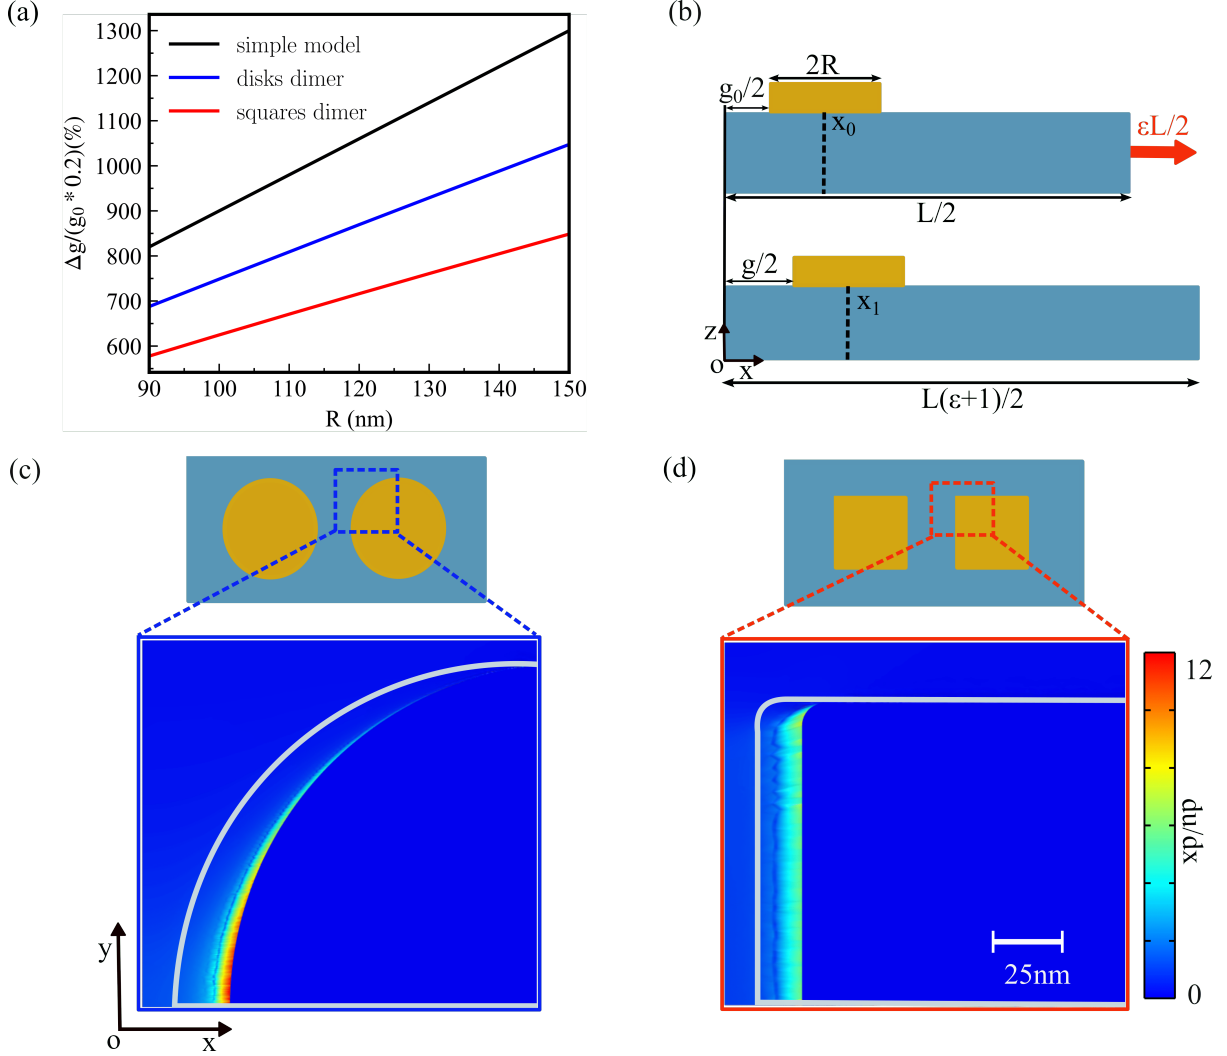 (a)
1300
1200
1100
1000
900
800
700
600
Δg/(g₀ * 0.2)(%)
simple model
disks dimer
squares dimer
90 100 110 120 130 140 150
R (nm)
(b)
2R
g₀/2
x₀
εL/2
L/2
g/2
x₁
z
o
x
L(ε+1)/2
(c)
y
o
x
(d)
25nm
12
du/dx
0